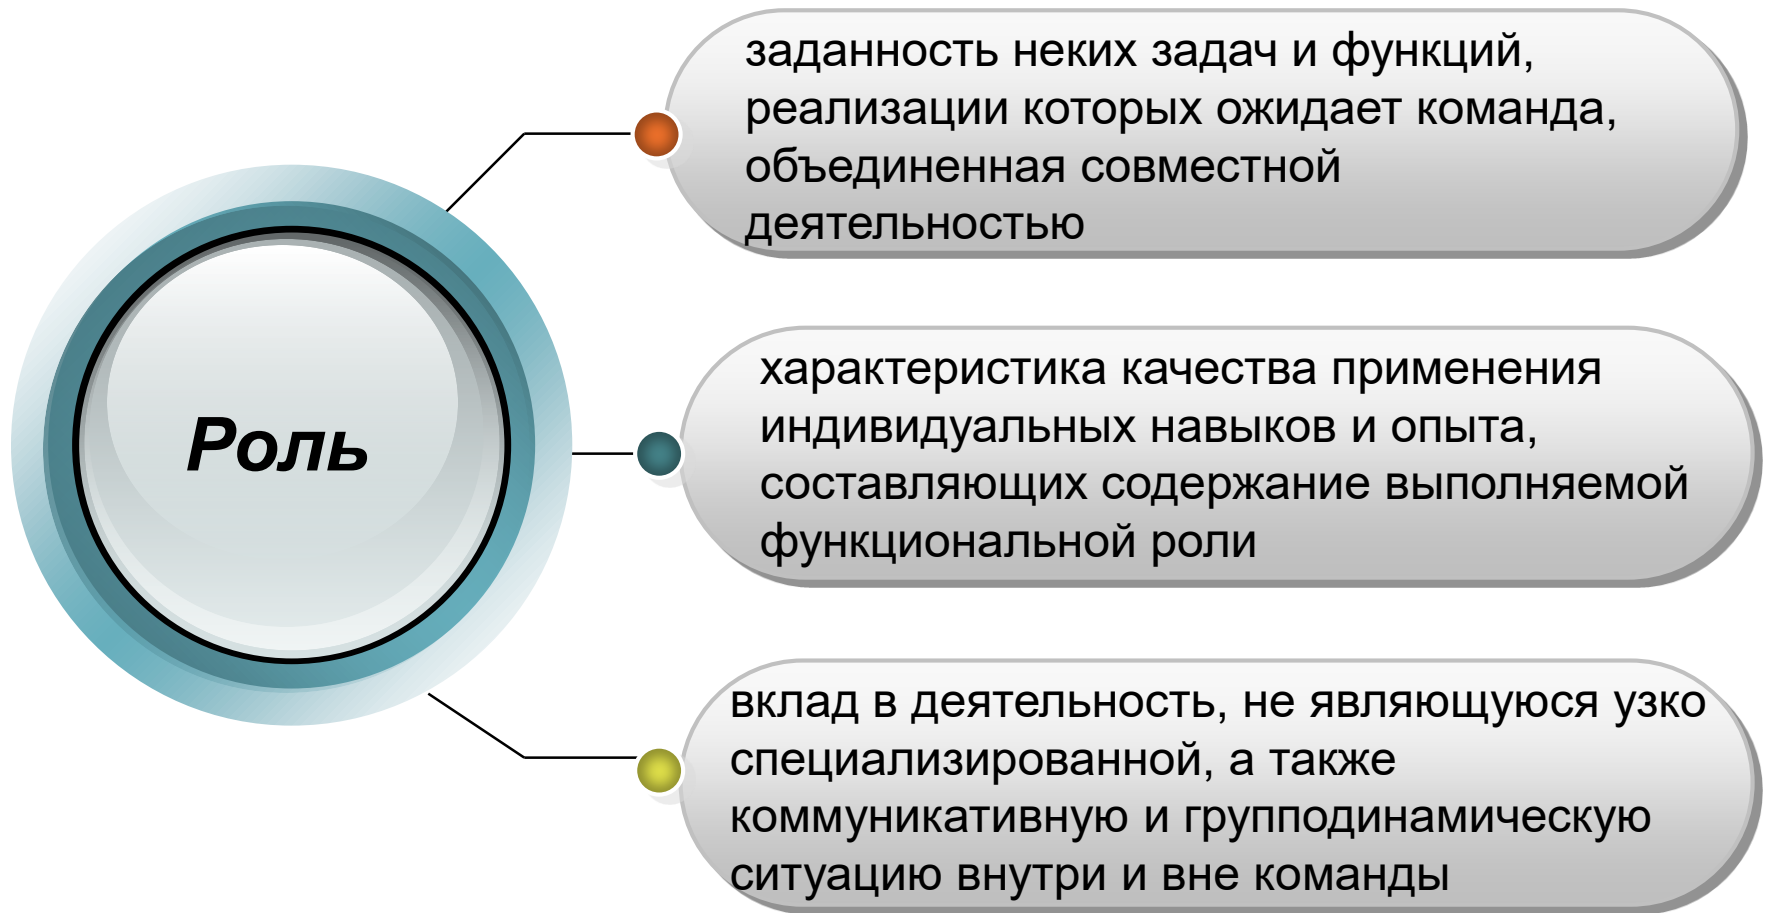 Роль
заданность неких задач и функций,
реализации которых ожидает команда,
объединенная совместной
деятельностью
характеристика качества применения
индивидуальных навыков и опыта,
составляющих содержание выполняемой
функциональной роли
вклад в деятельность, не являющуюся узко
специализированной, а также
коммуникативную и групподинамическую
ситуацию внутри и вне команды